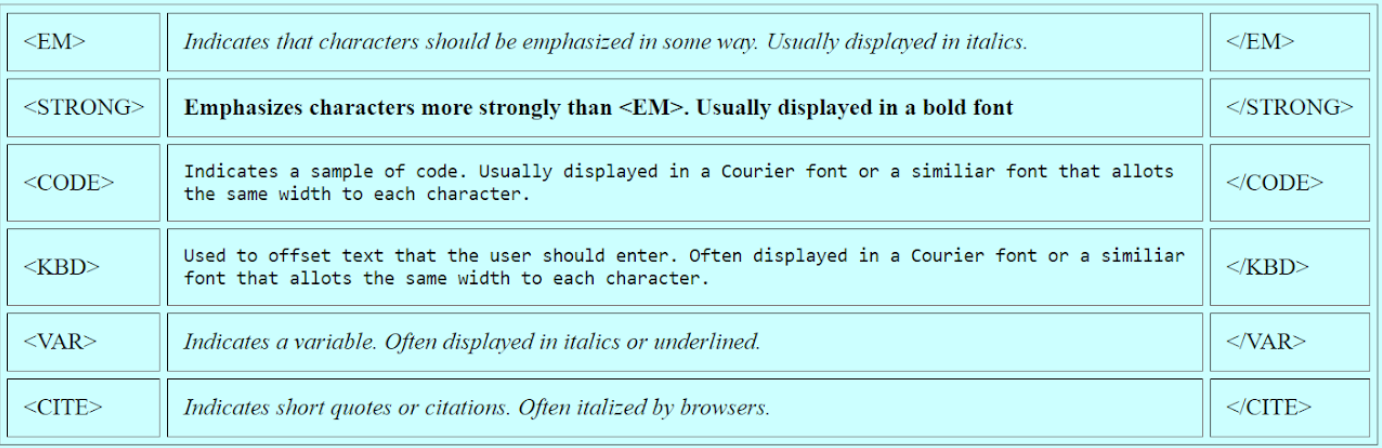 <EM> Indicates that characters should be emphasized in some way. Usually displayed in italics. </EM>
<STRONG> Emphasizes characters more strongly than <EM>. Usually displayed in a bold font </STRONG>
<CODE> Indicates a sample of code. Usually displayed in a Courier font or a similiar font that allots
the same width to each character. </CODE>
<KBD> Used to offset text that the user should enter. Often displayed in a Courier font or a similiar
font that allots the same width to each character. </KBD>
<VAR> Indicates a variable. Often displayed in italics or underlined. </VAR>
<CITE> Indicates short quotes or citations. Often italized by browsers. </CITE>